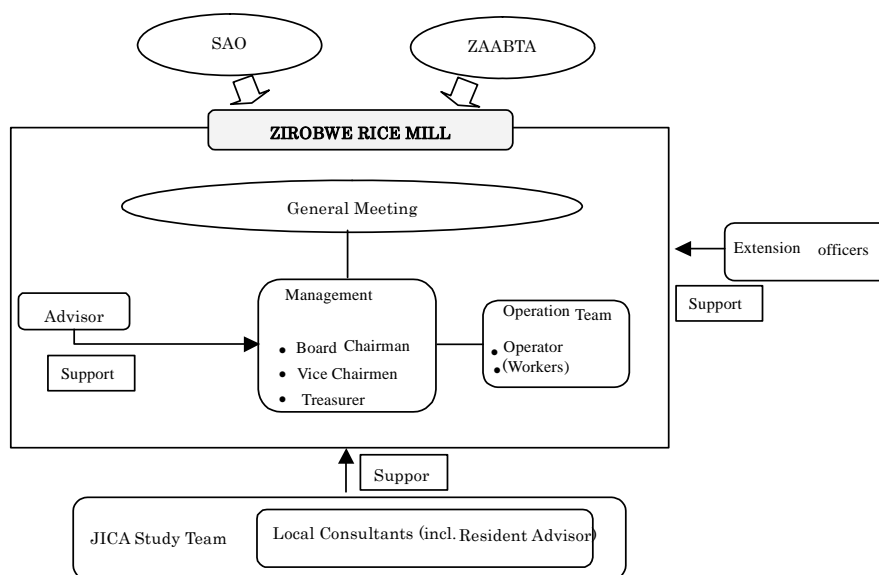 SAO
ZAABTA
ZIROBWE RICE MILL
General Meeting
Extension officers
Support
Management
• Board Chairman
• Vice Chairmen
• Treasurer
Operation Team
• Operator
• (Workers)
Advisor
Support
Suppor
JICA Study Team
Local Consultants (incl. Resident Advisor)